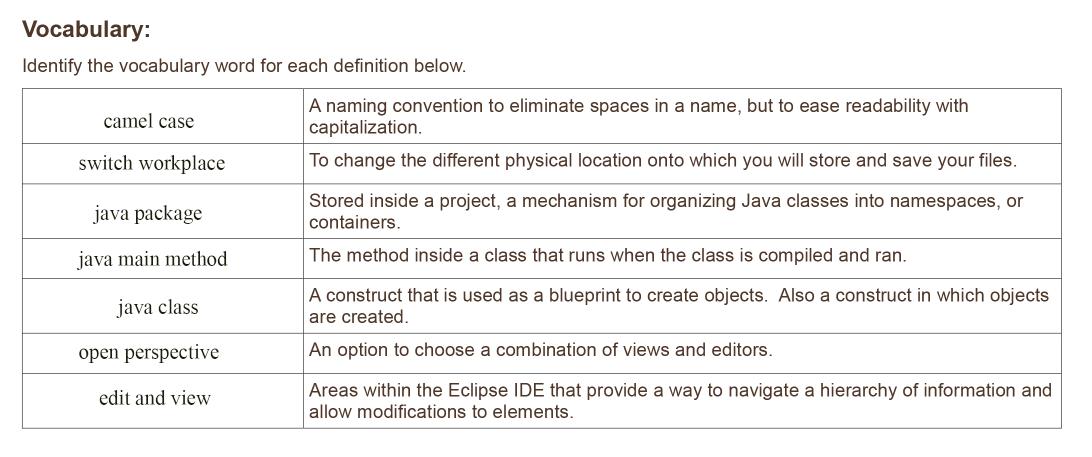 Vocabulary:
Identify the vocabulary word for each definition below.
camel case
A naming convention to eliminate spaces in a name, but to ease readability with
capitalization.
switch workplace
To change the different physical location onto which you will store and save your files.
java package
Stored inside a project, a mechanism for organizing Java classes into namespaces, or
containers.
java main method
The method inside a class that runs when the class is compiled and ran.
java class
A construct that is used as a blueprint to create objects.  Also a construct in which objects
are created.
open perspective
An option to choose a combination of views and editors.
edit and view
Areas within the Eclipse IDE that provide a way to navigate a hierarchy of information and
allow modifications to elements.